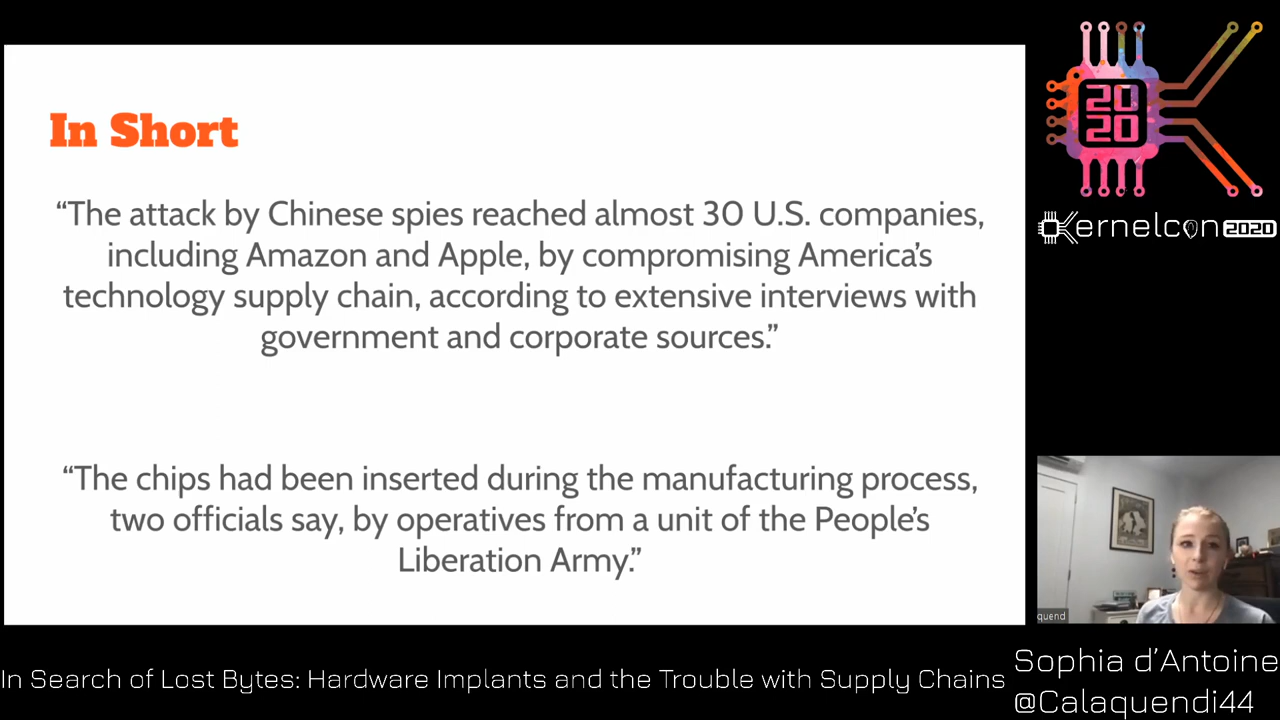 In Short
“The attack by Chinese spies reached almost 30 U.S. companies,
including Amazon and Apple, by compromising America’s
technology supply chain, according to extensive interviews with
government and corporate sources.”
“The chips had been inserted during the manufacturing process,
two officials say, by operatives from a unit of the People’s
Liberation Army.”
20
20
Kernelcon 2020
quend
In Search of Lost Bytes: Hardware Implants and the Trouble with Supply Chains
Sophia d’Antoine
@Calaquendi44